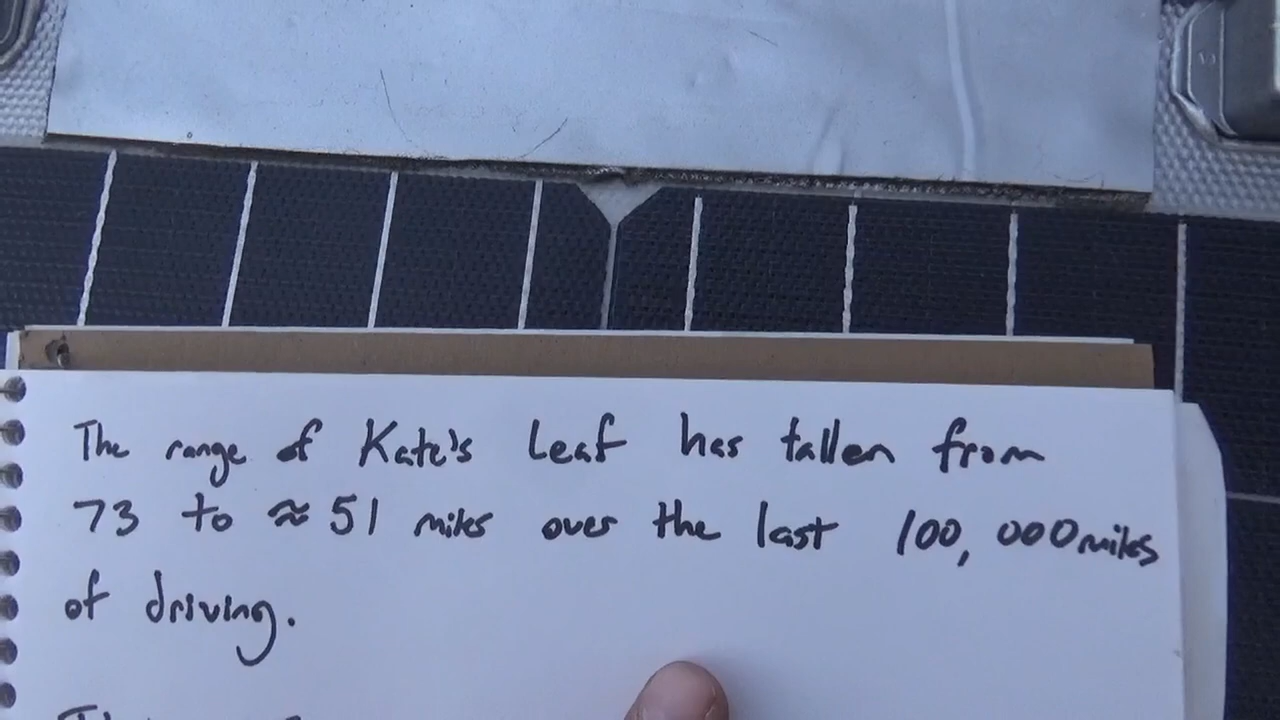 The range of Kate's Leaf has fallen from
73 to ≈ 51 miles over the last 100,000 miles
of driving.